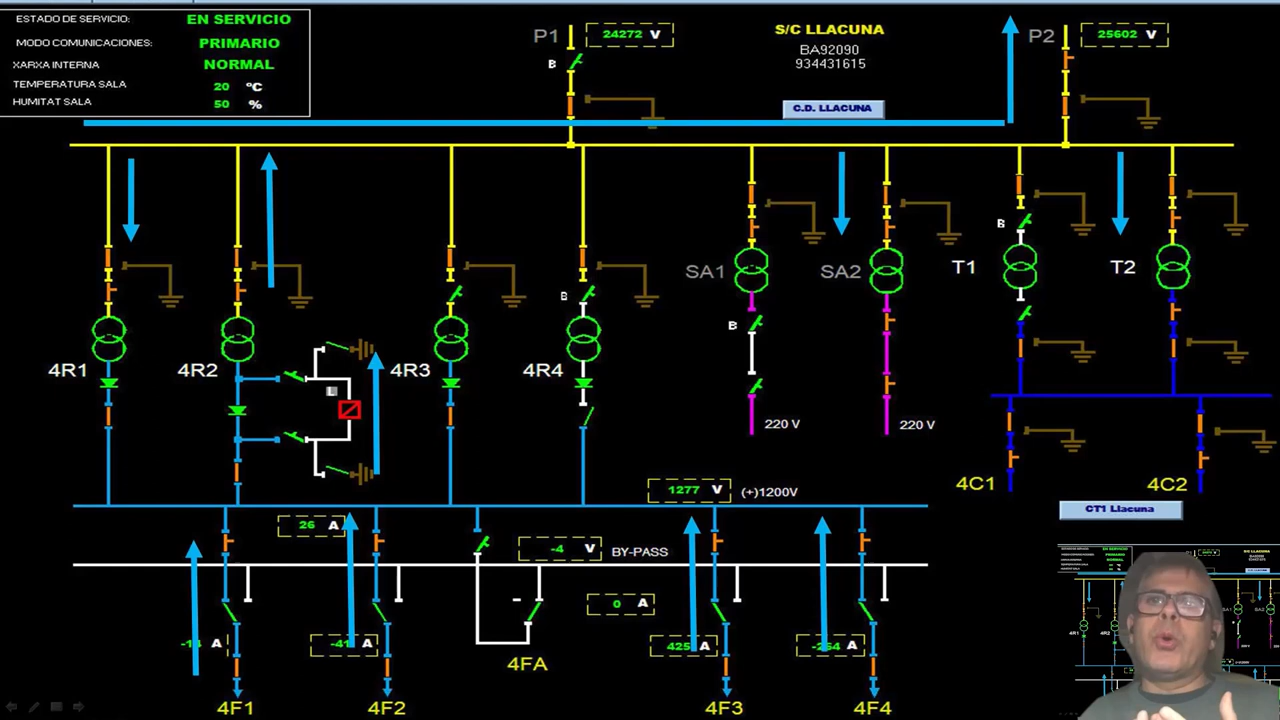 ESTADO DE SERVICIO: EN SERVICIO
MODO COMUNICACIONES: PRIMARIO
XARXA INTERNA NORMAL
TEMPERATURA SALA 20 ºC
HUMITAT SALA 50 %
P1 24272 V
B
S/C LLACUNA
BA92090
934431615
C.D. LLACUNA
P2 25602 V
4R1
4R2
4R3
B
4R4
SA1
B
220 V
SA2
220 V
B
T1
T2
4C1
4C2
CT1 Llacuna
1277 V (+)1200V
26 A
-4 V BY-PASS
0 A
A
A
425 A
A
4FA
4F1
4F2
4F3
4F4